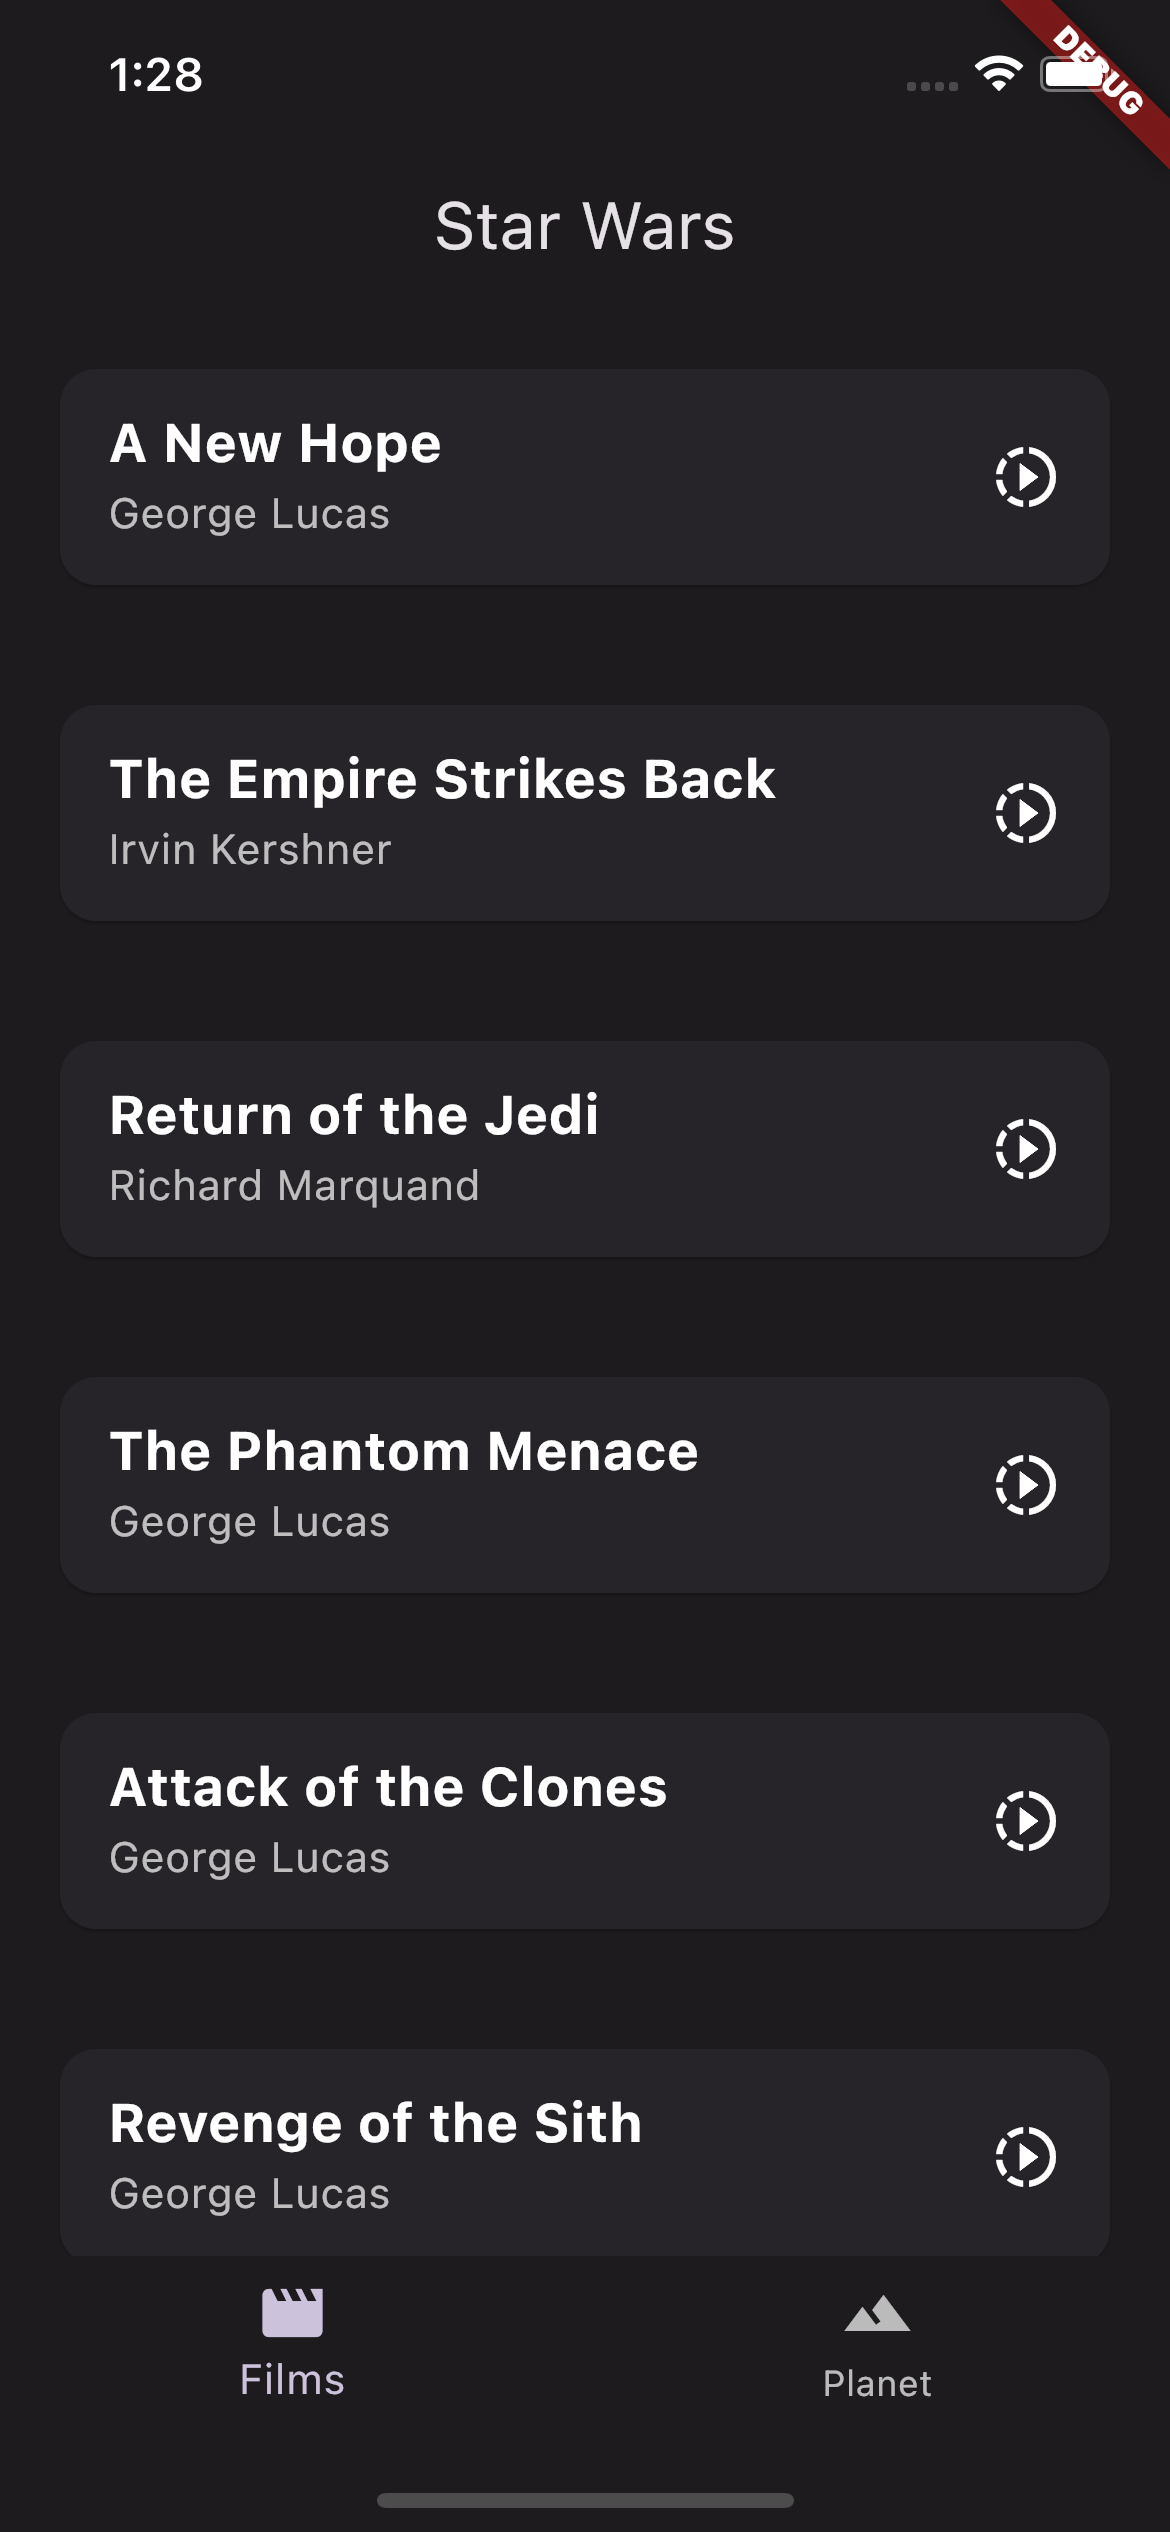 1:28
DEBUG
Star Wars
A New Hope
George Lucas
The Empire Strikes Back
Irvin Kershner
Return of the Jedi
Richard Marquand
The Phantom Menace
George Lucas
Attack of the Clones
George Lucas
Revenge of the Sith
George Lucas
Films
Planet